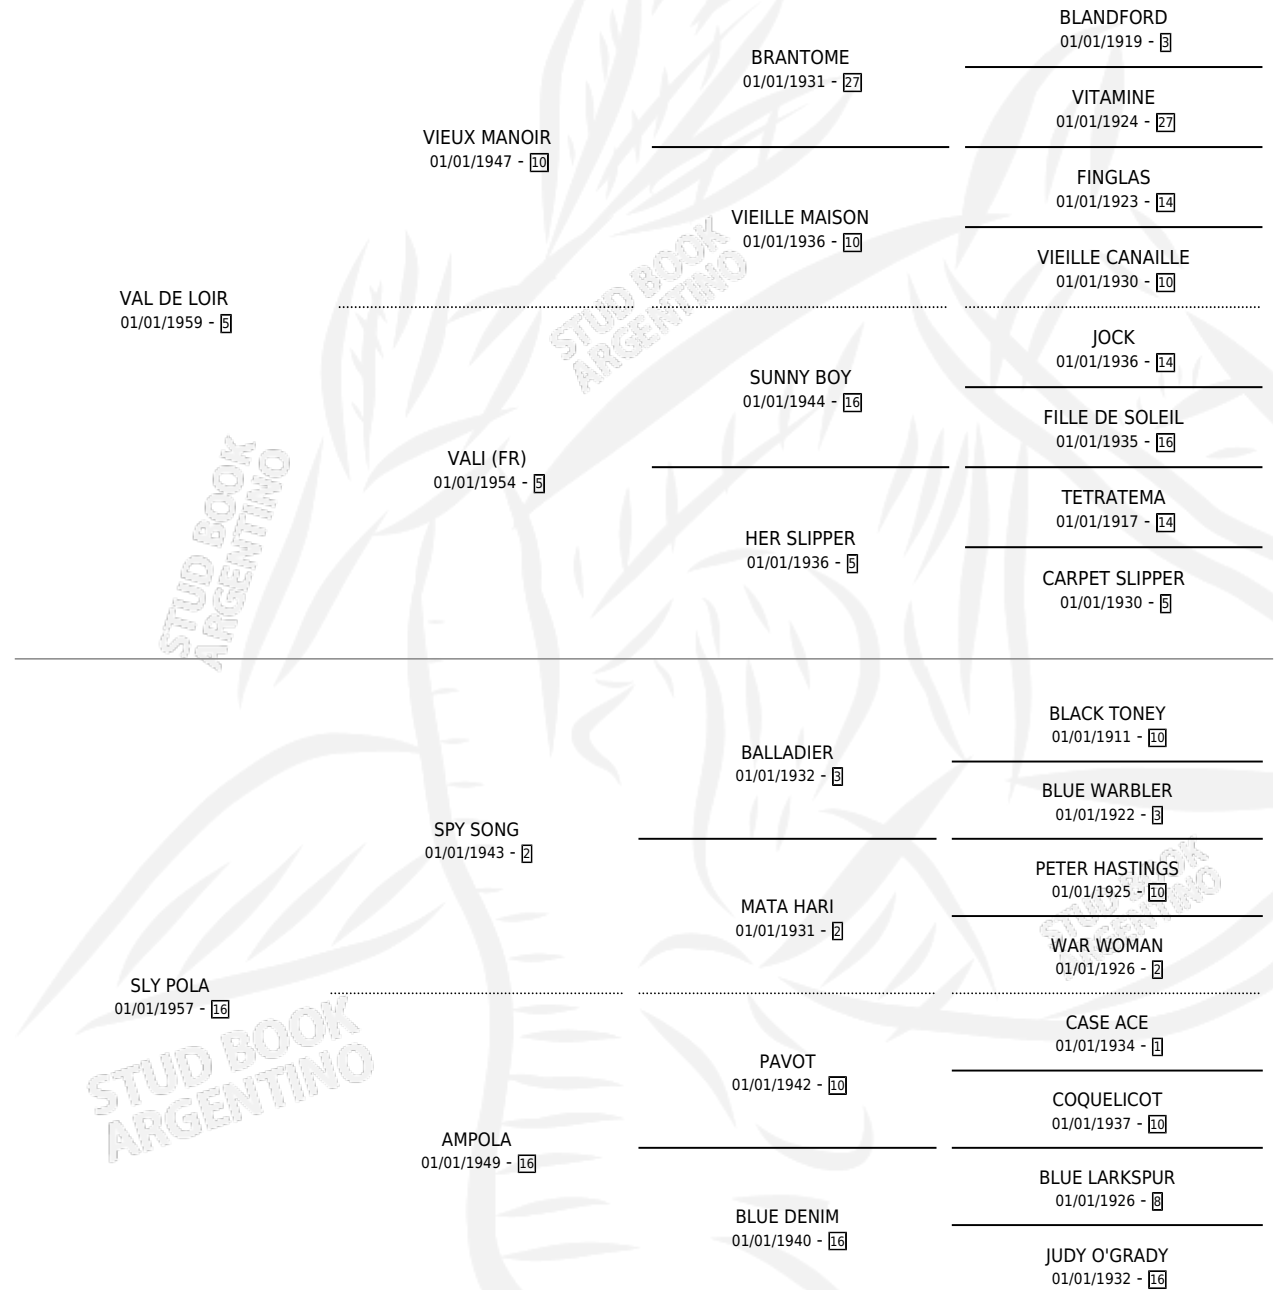 BLANDFORD
01/01/1919 - 3
BRANTOME
01/01/1931 - 27
VITAMINE
01/01/1924 - 27
VIEUX MANOIR
01/01/1947 - 10
FINGLAS
01/01/1923 - 14
VIEILLE MAISON
01/01/1936 - 10
VIEILLE CANAILLE
01/01/1930 - 10
VAL DE LOIR
01/01/1959 - 5
STUD BOOK
ARGENTINO
JOCK
01/01/1936 - 14
SUNNY BOY
01/01/1944 - 16
FILLE DE SOLEIL
01/01/1935 - 16
VALI (FR)
01/01/1954 - 5
STUD BOOK
ARGENTINO
TETRATEMA
01/01/1917 - 14
HER SLIPPER
01/01/1936 - 5
CARPET SLIPPER
01/01/1930 - 5
BLACK TONEY
01/01/1911 - 10
BALLADIER
01/01/1932 - 3
BLUE WARBLER
01/01/1922 - 3
SPY SONG
01/01/1943 - 2
PETER HASTINGS
01/01/1925 - 10
STUD BOOK
ARGENTINO
MATA HARI
01/01/1931 - 2
WAR WOMAN
01/01/1926 - 2
SLY POLA
01/01/1957 - 16
STUD BOOK
ARGENTINO
CASE ACE
01/01/1934 - 1
PAVOT
01/01/1942 - 10
COQUELICOT
01/01/1937 - 10
AMPOLA
01/01/1949 - 16
BLUE LARKSPUR
01/01/1926 - 8
BLUE DENIM
01/01/1940 - 16
JUDY O'GRADY
01/01/1932 - 16